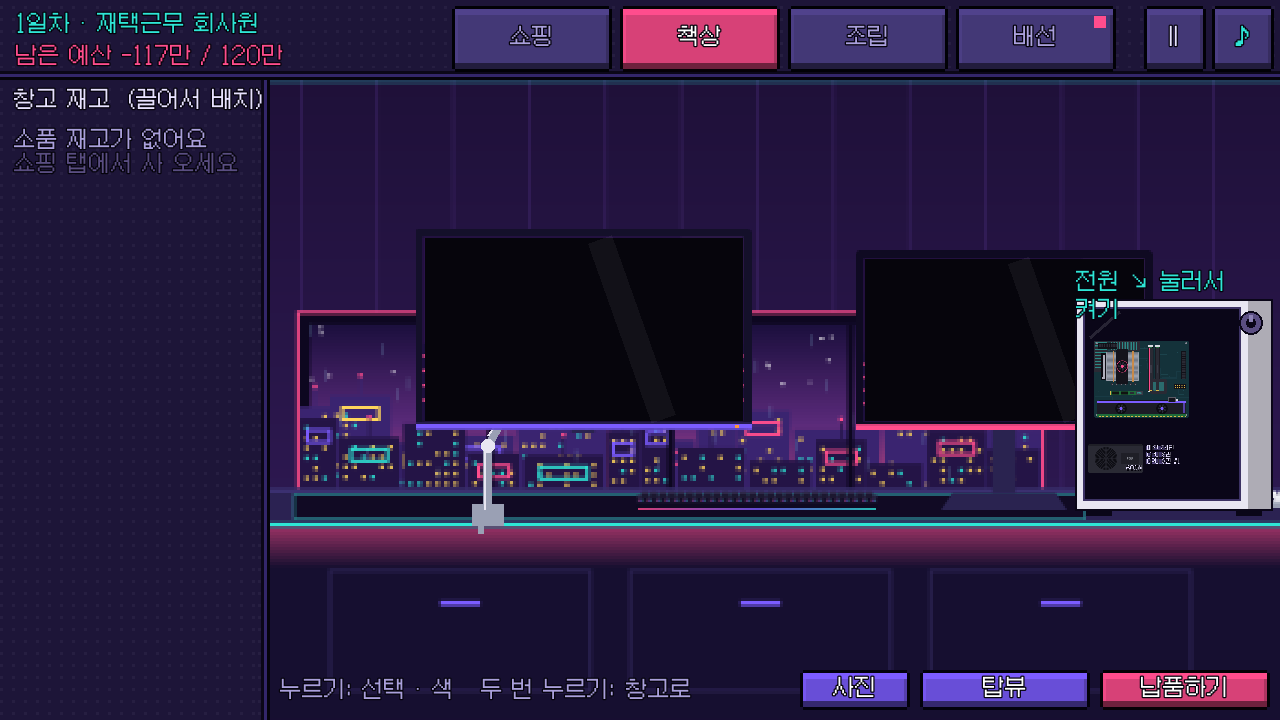 1일차 · 재택근무 회사원
남은 예산 -117만 / 120만
쇼핑
책상
조립
배선
창고 재고 (끌어서 배치)
소품 재고가 없어요
쇼핑 탭에서 사 오세요
전원 ↘ 눌러서
켜기
누르기: 선택 · 색 두 번 누르기: 창고로
사진
탑뷰
납품하기